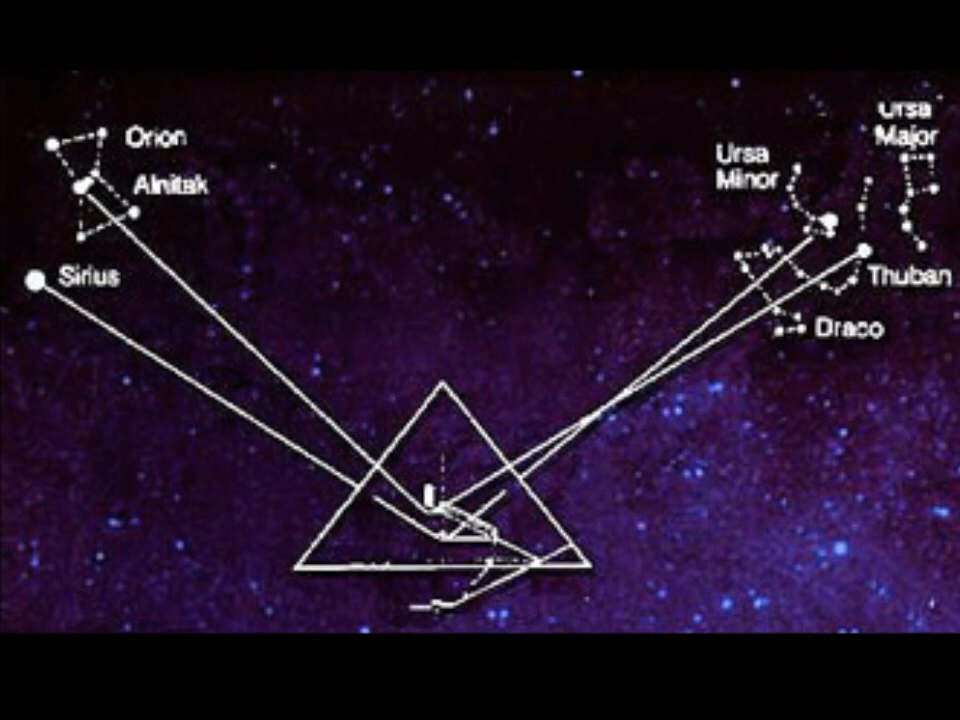 Orion
Alnitak
Sirius
Ursa
Minor
Ursa
Major
Thuban
Draco